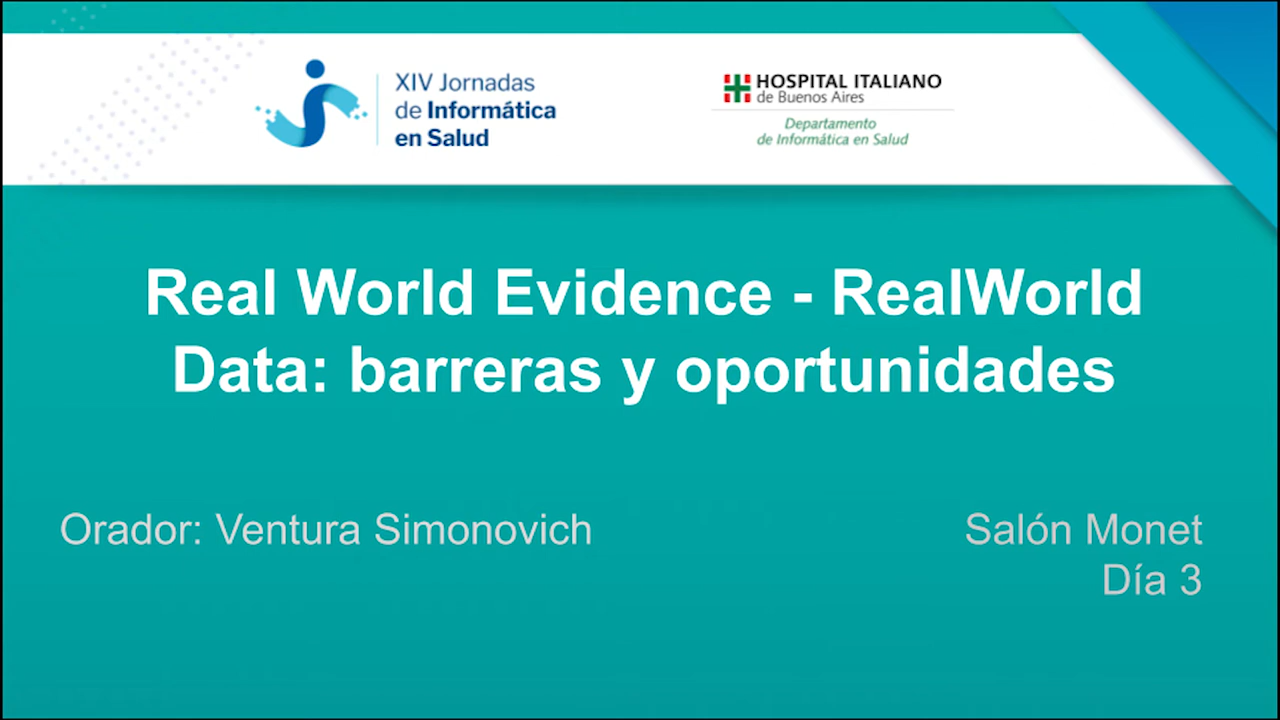 XIV Jornadas
de Informática
en Salud
HOSPITAL ITALIANO
de Buenos Aires
Departamento
de Informática en Salud
Real World Evidence - RealWorld
Data: barreras y oportunidades
Orador: Ventura Simonovich
Salón Monet
Día 3